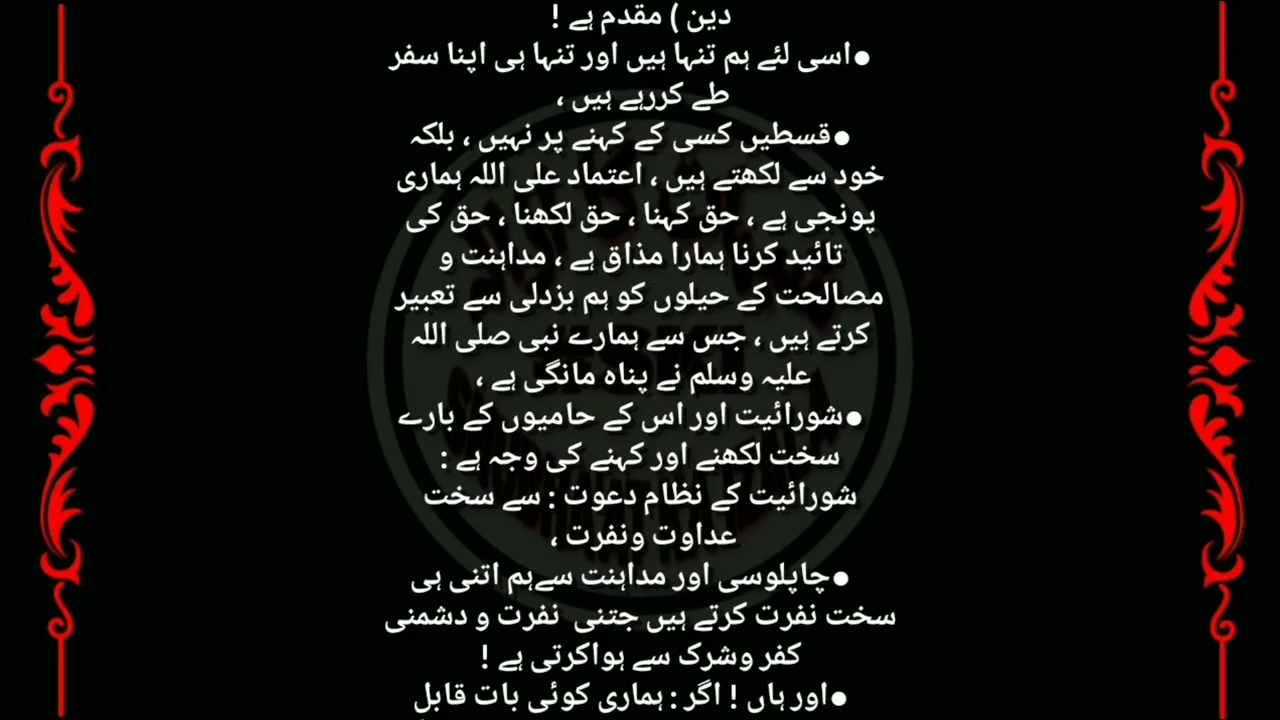 دین ) مقدم ہے !
●اسی لئے ہم تنہا ہیں اور تنہا ہی اپنا سفر
طے کررہے ہیں ،
●قسطیں کسی کے کہنے پر نہیں ، بلکہ
خود سے لکھتے ہیں ، اعتماد علی اللہ ہماری
پونجی ہے ، حق کہنا ، حق لکھنا ، حق کی
تائید کرنا ہمارا مذاق ہے ، مداہنت و
مصالحت کے حیلوں کو ہم بزدلی سے تعبیر
کرتے ہیں ، جس سے ہمارے نبی صلی اللہ
علیہ وسلم نے پناہ مانگی ہے ،
●شورائیت اور اس کے حامیوں کے بارے
سخت لکھنے اور کہنے کی وجہ ہے :
شورائیت کے نظام دعوت : سے سخت
عداوت ونفرت ،
●چاپلوسی اور مداہنت سےہم اتنی ہی
سخت نفرت کرتے ہیں جتنی نفرت و دشمنی
کفر وشرک سے ہواکرتی ہے !
●اور ہاں ! اگر : ہماری کوئی بات قابل